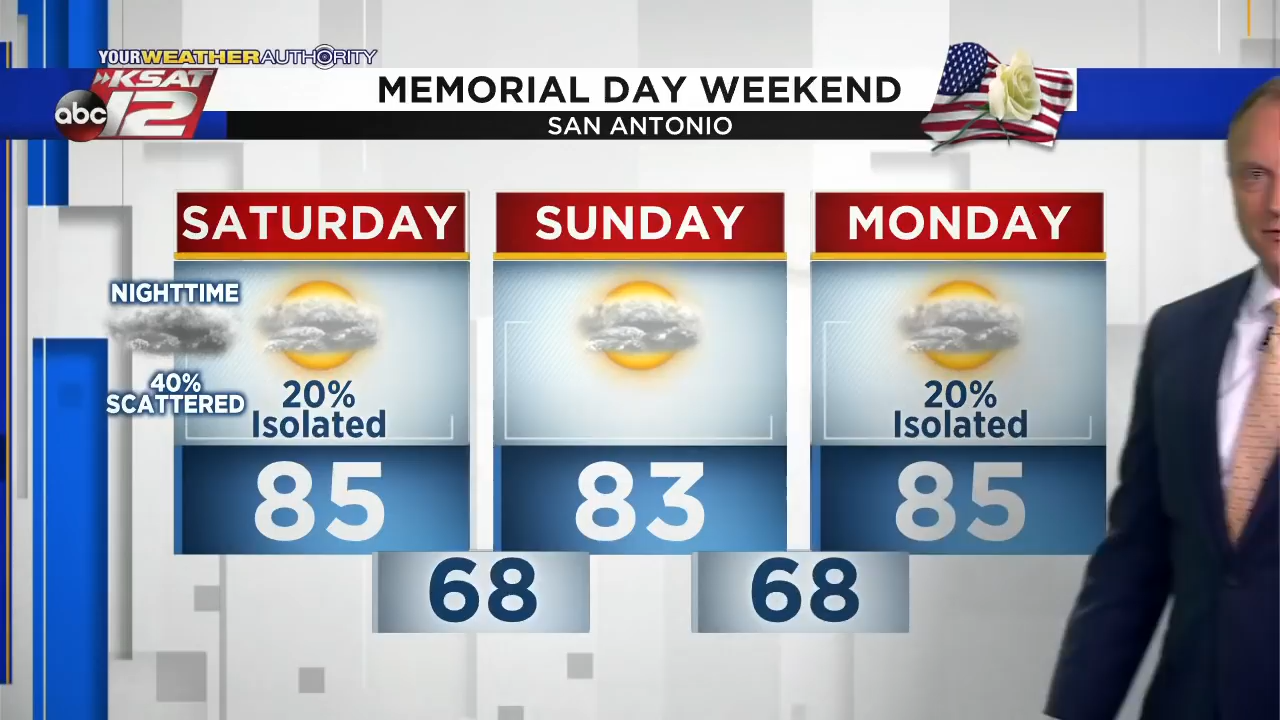 YOUR WEATHER AUTHORITY
KSAT
abc 12
MEMORIAL DAY WEEKEND
SAN ANTONIO
SATURDAY
SUNDAY
MONDAY
NIGHTTIME
40%
SCATTERED
20%
Isolated
20%
Isolated
85
83
85
68
68